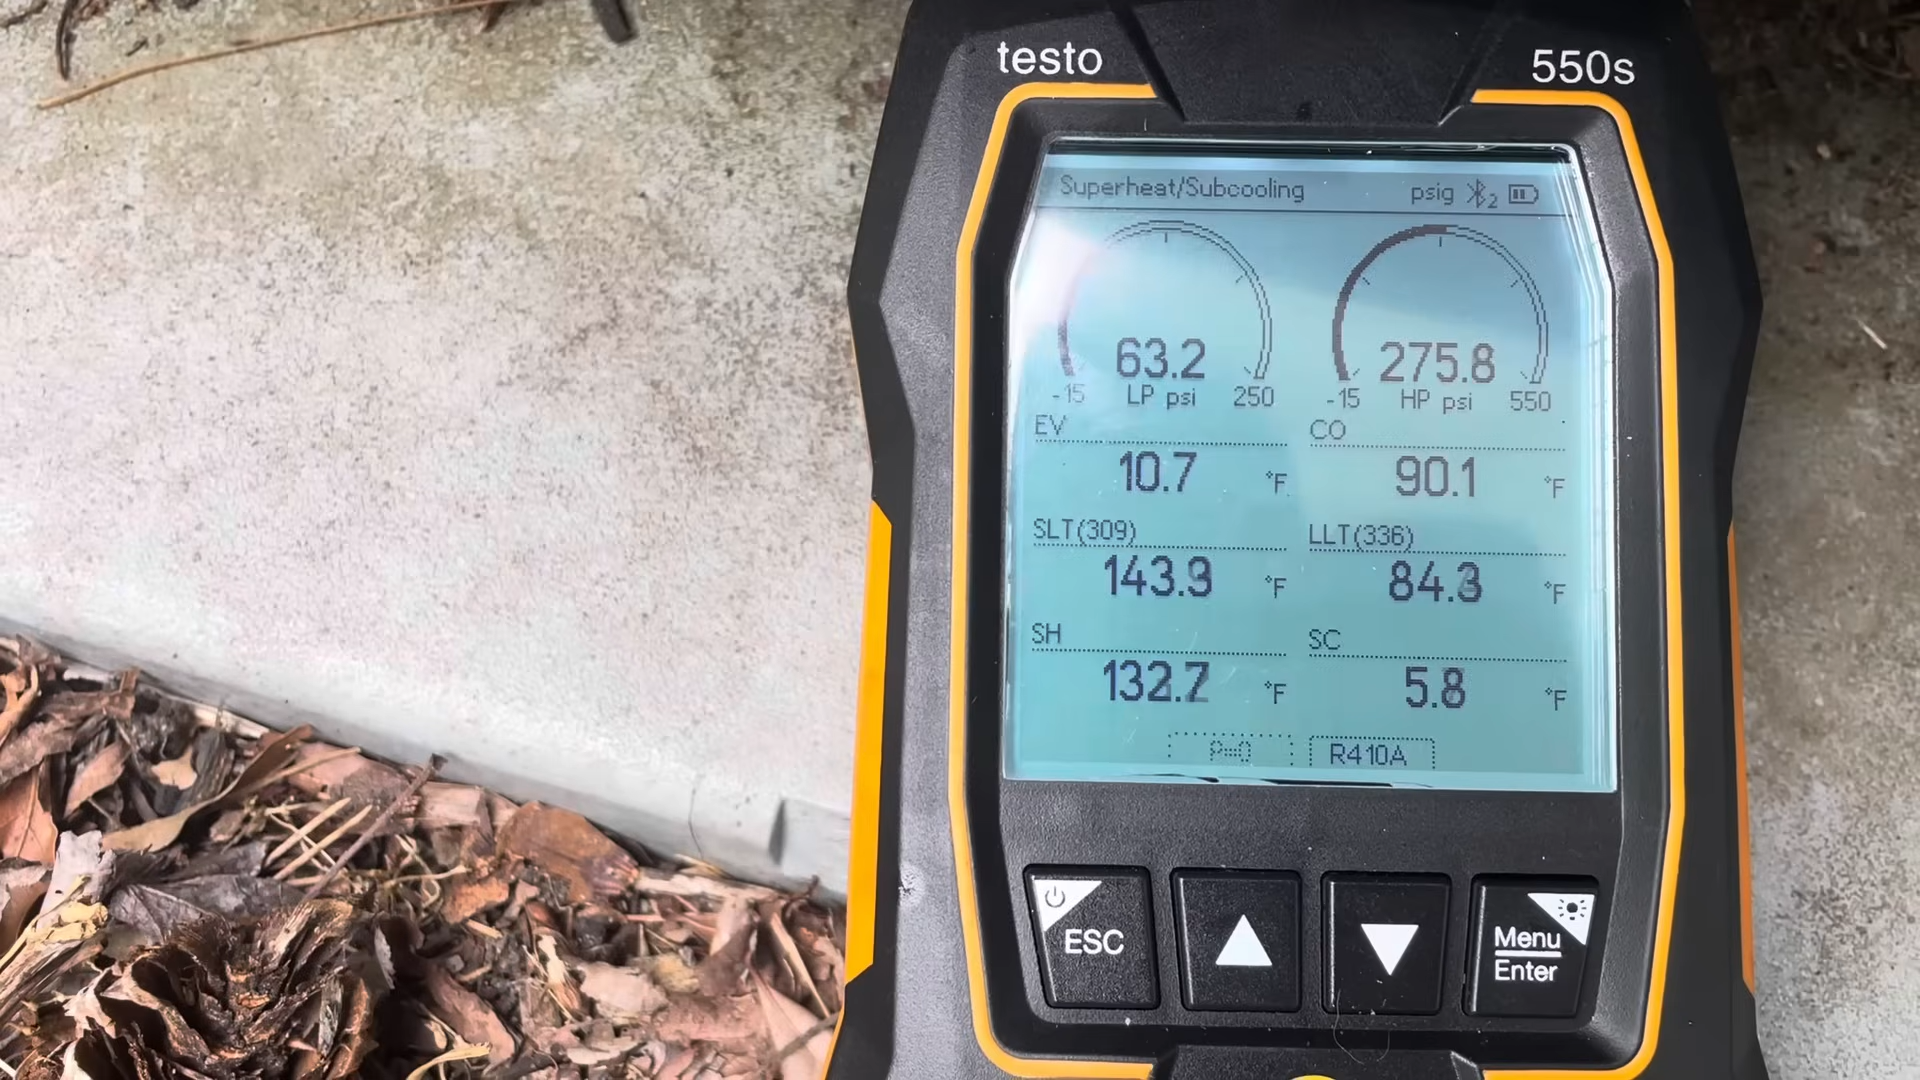 testo 550s
Superheat/Subcooling psig 2
63.2 275.8
-15 LP psi 250 -15 HP psi 550
EV CO
10.7 °F 90.1 °F
SLT(309) LLT(336)
143.9 °F 84.3 °F
SH SC
132.7 °F 5.8 °F
P=0 R410A
ESC Menu
Enter